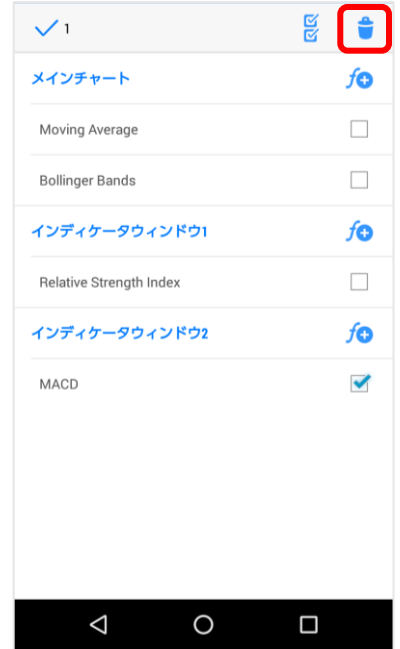 1
メインチャート
Moving Average
Bollinger Bands
インディケータウィンドウ1
Relative Strength Index
インディケータウィンドウ2
MACD